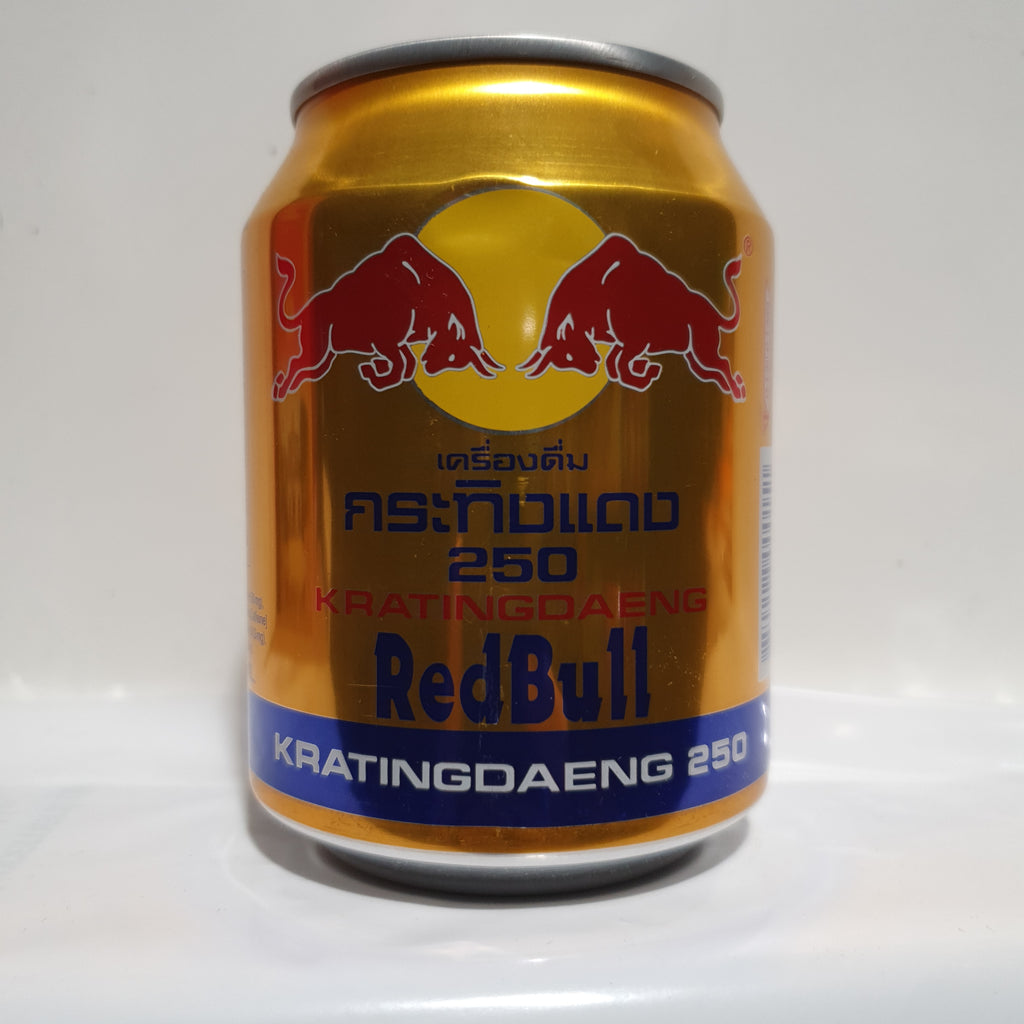 ®
เครื่องดื่ม
กระทิงแดง
250
KRATINGDAENG
RedBull
KRATINGDAENG 250